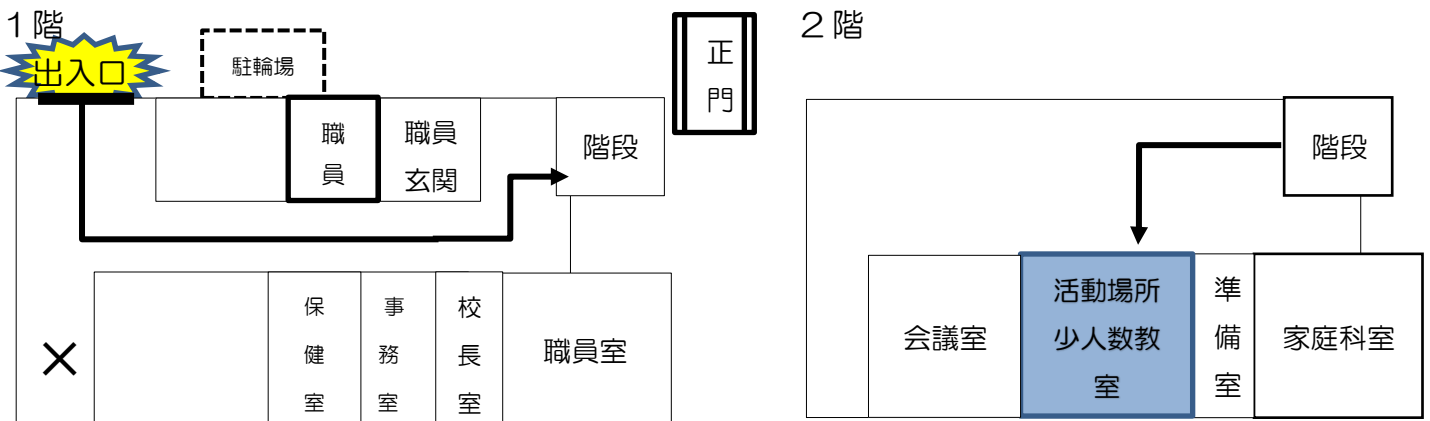 １階
出入口
駐輪場
正
門
職
員
職員
玄関
階段
保
健
室
事
務
室
校
長
室
職員室
×
２階
階段
会議室
活動場所
少人数教
室
準
備
室
家庭科室